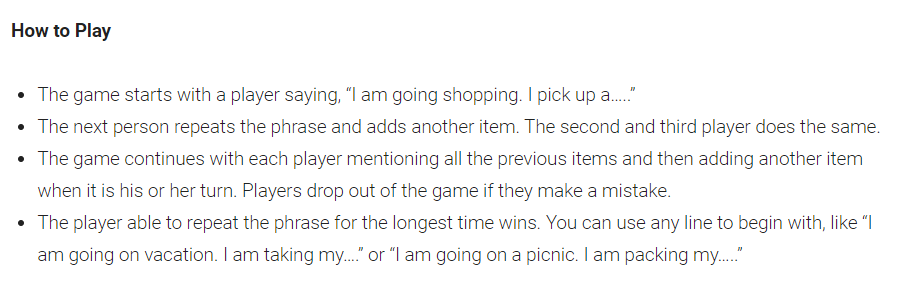 How to Play
• The game starts with a player saying, “I am going shopping. I pick up a.....”
• The next person repeats the phrase and adds another item. The second and third player does the same.
• The game continues with each player mentioning all the previous items and then adding another item
when it is his or her turn. Players drop out of the game if they make a mistake.
• The player able to repeat the phrase for the longest time wins. You can use any line to begin with, like “I
am going on vacation. I am taking my....” or “I am going on a picnic. I am packing my.....”